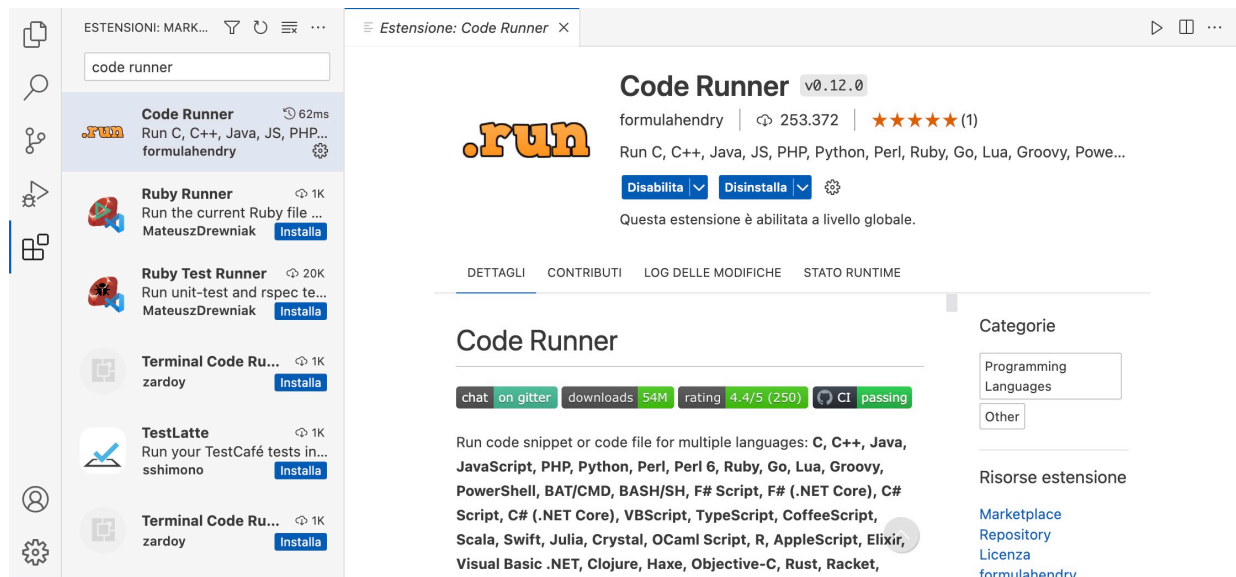 ESTENSIONI: MARK...
code runner
Code Runner 62ms
Run C, C++, Java, JS, PHP...
formulahendry
Ruby Runner 1K
Run the current Ruby file ...
MateuszDrewniak Installa
Ruby Test Runner 20K
Run unit-test and rspec te...
MateuszDrewniak Installa
Terminal Code Ru... 1K
zardoy Installa
TestLatte 1K
Run your TestCafé tests in...
sshimono Installa
Terminal Code Ru... 1K
zardoy Installa
Estensione: Code Runner
.run
Code Runner v0.12.0
formulahendry 253.372 (1)
Run C, C++, Java, JS, PHP, Python, Perl, Ruby, Go, Lua, Groovy, Powe...
Disabilita Disinstalla
Questa estensione è abilitata a livello globale.
DETTAGLI CONTRIBUTI LOG DELLE MODIFICHE STATO RUNTIME
Code Runner
chat on gitter downloads 54M rating 4.4/5 (250) CI passing
Run code snippet or code file for multiple languages: C, C++, Java,
JavaScript, PHP, Python, Perl, Perl 6, Ruby, Go, Lua, Groovy,
PowerShell, BAT/CMD, BASH/SH, F# Script, F# (.NET Core), C#
Script, C# (.NET Core), VBScript, TypeScript, CoffeeScript,
Scala, Swift, Julia, Crystal, OCaml Script, R, AppleScript, Elixir,
Visual Basic .NET, Clojure, Haxe, Objective-C, Rust, Racket,
Categorie
Programming
Languages
Other
Risorse estensione
Marketplace
Repository
Licenza
formulahendry